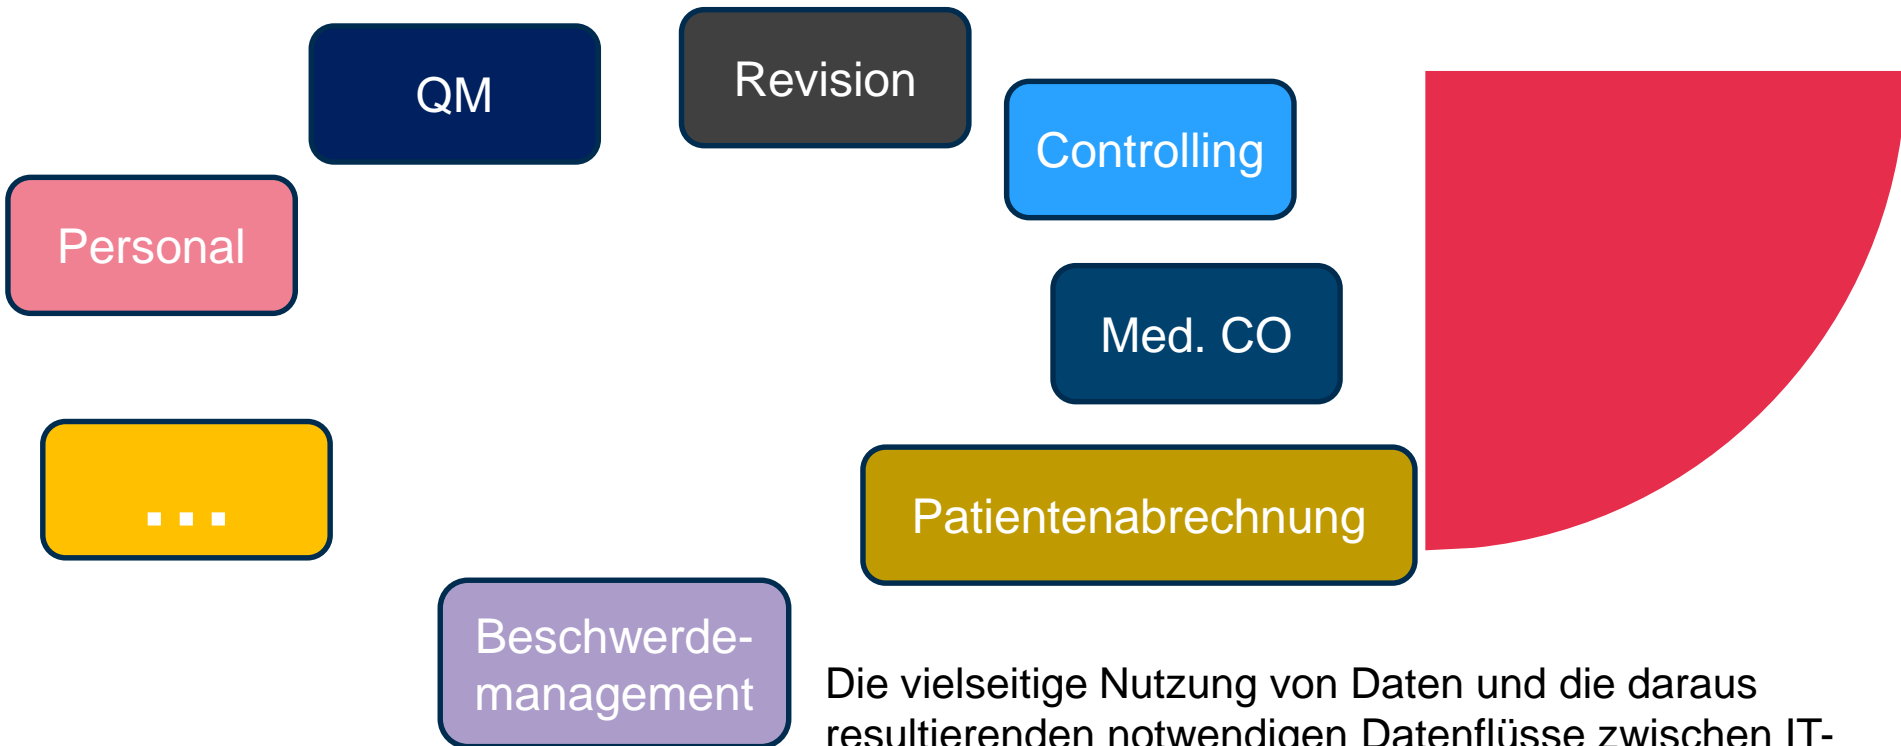 QM
Revision
Controlling
Personal
Med. CO
...
Patientenabrechnung
Beschwerde-
management
Die vielseitige Nutzung von Daten und die daraus
resultierenden notwendigen Datenflüsse zwischen IT-